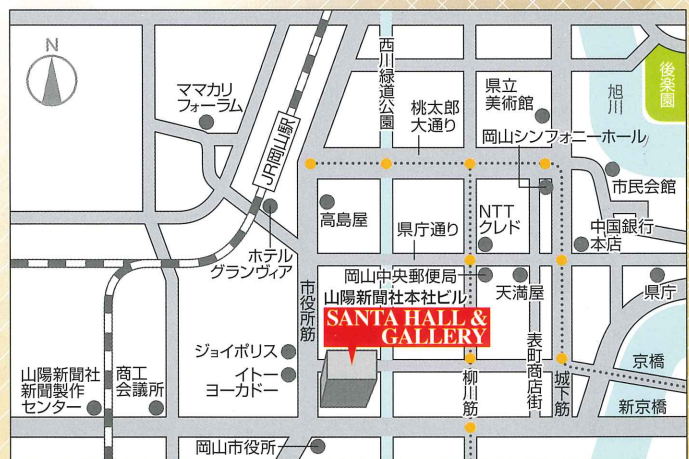 N
ママカリ
フォーラム
JR岡山駅
西川緑道公園
桃太郎
大通り
県立
美術館
旭川
後楽園
岡山シンフォニーホール
市民会館
高島屋
県庁通り
NTT
クレド
中国銀行
本店
ホテル
グランヴィア
岡山中央郵便局
天満屋
県庁
市役所筋
山陽新聞社本社ビル
SANTA HALL &
GALLERY
ジョイポリス
イトー
ヨーカドー
表町商店街
柳川筋
城下筋
京橋
新京橋
山陽新聞社
新聞製作
センター
商工
会議所
岡山市役所